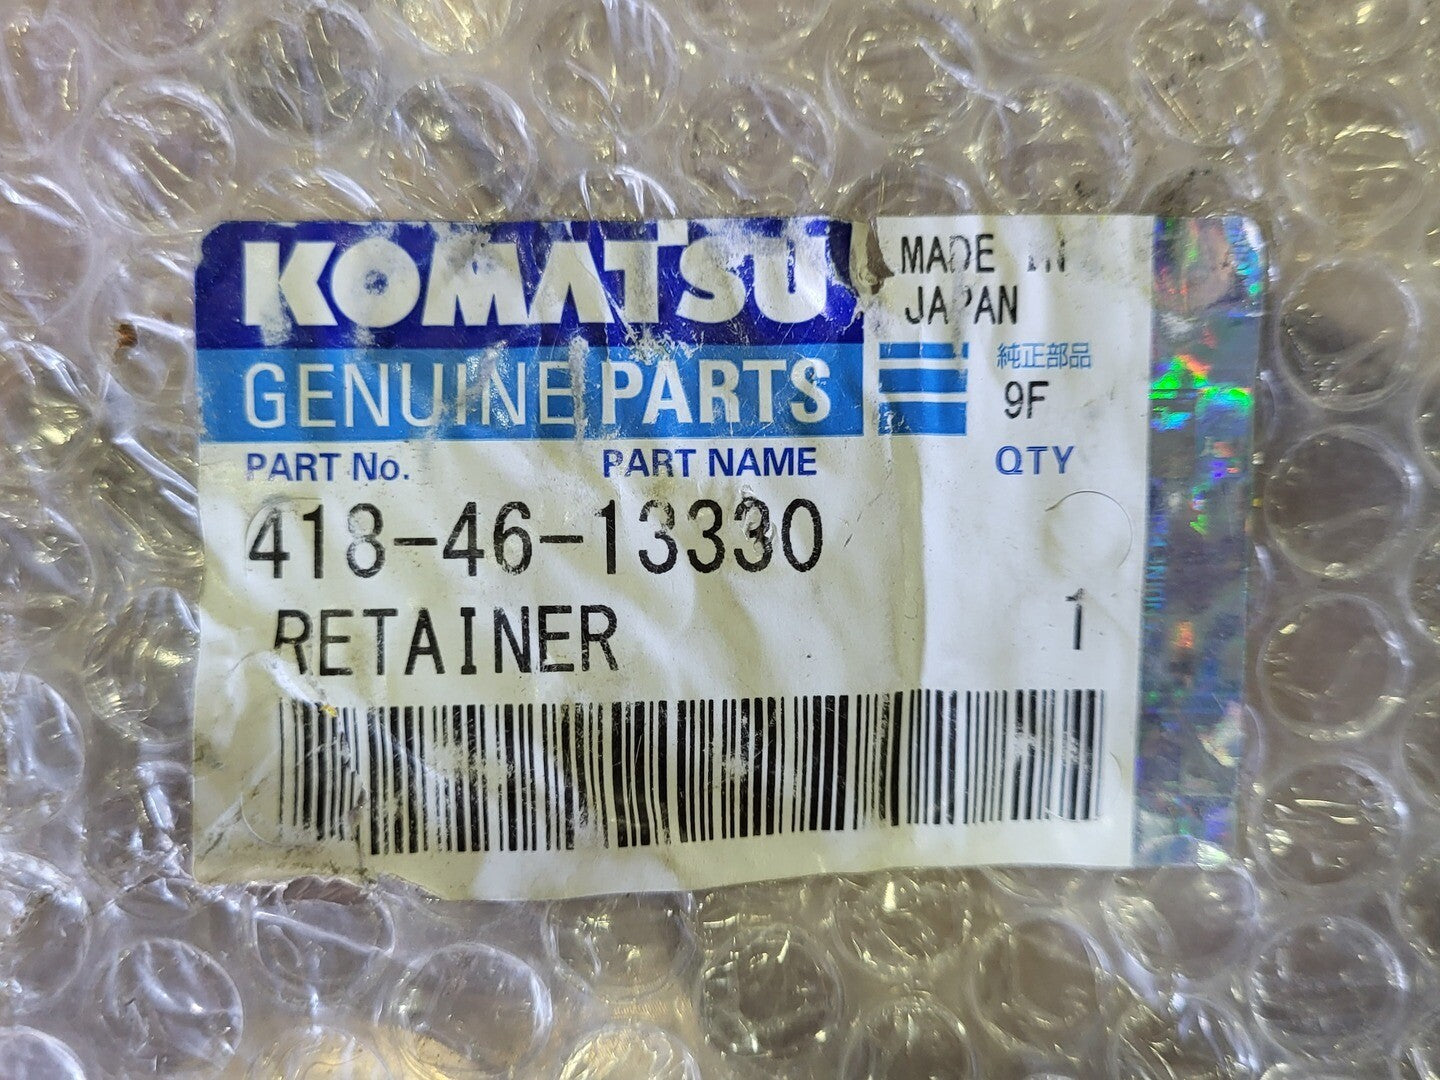 KOMATSU
MADE IN
JAPAN
GENUINE PARTS
純正部品
9F
PART No.
PART NAME
QTY
418-46-13330
RETAINER
1